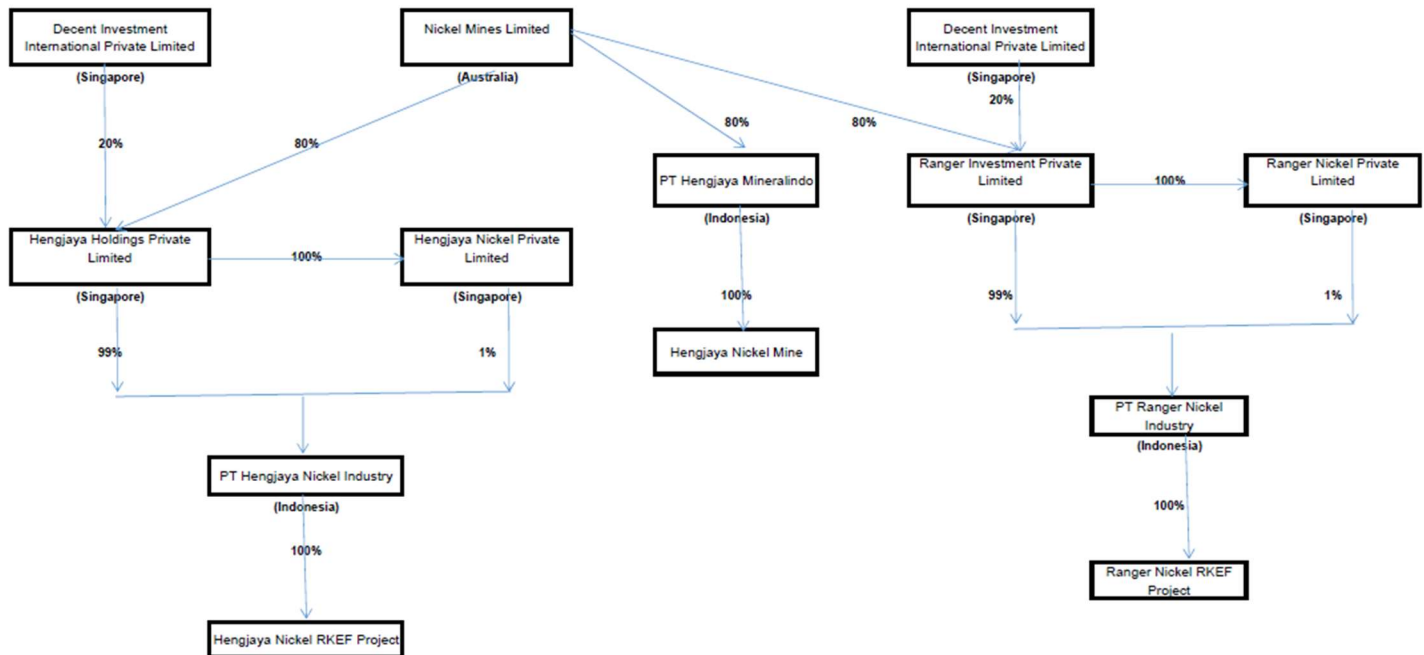 Decent Investment
International Private Limited
(Singapore)
Nickel Mines Limited
(Australia)
Decent Investment
International Private Limited
(Singapore)
20%
80%
80%
80%
20%
PT Hengjaya Mineralindo
(Indonesia)
Ranger Investment Private
Limited
(Singapore)
100%
Ranger Nickel Private
Limited
(Singapore)
Hengjaya Holdings Private
Limited
(Singapore)
100%
Hengjaya Nickel Private
Limited
(Singapore)
100%
99%
1%
99%
1%
Hengjaya Nickel Mine
PT Ranger Nickel
Industry
(Indonesia)
PT Hengjaya Nickel Industry
(Indonesia)
100%
100%
Ranger Nickel RKEF
Project
Hengjaya Nickel RKEF Project